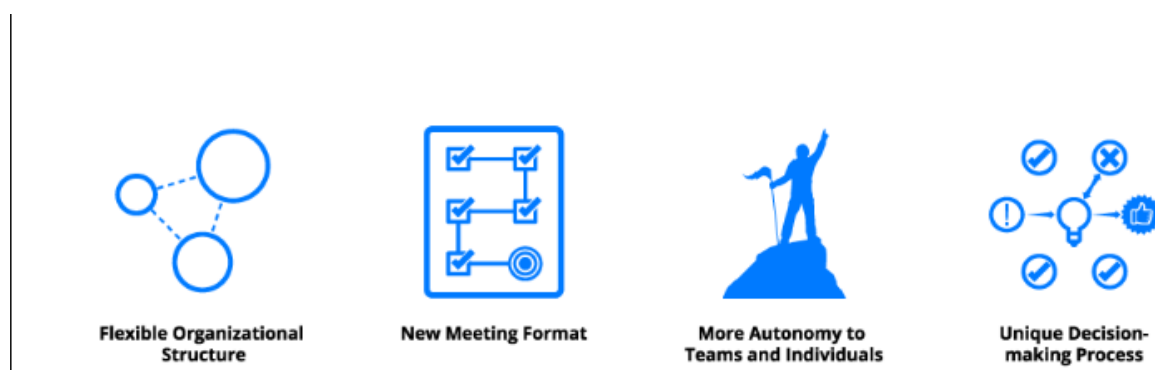 Flexible Organizational
Structure
New Meeting Format
More Autonomy to
Teams and Individuals
Unique Decision-
making Process